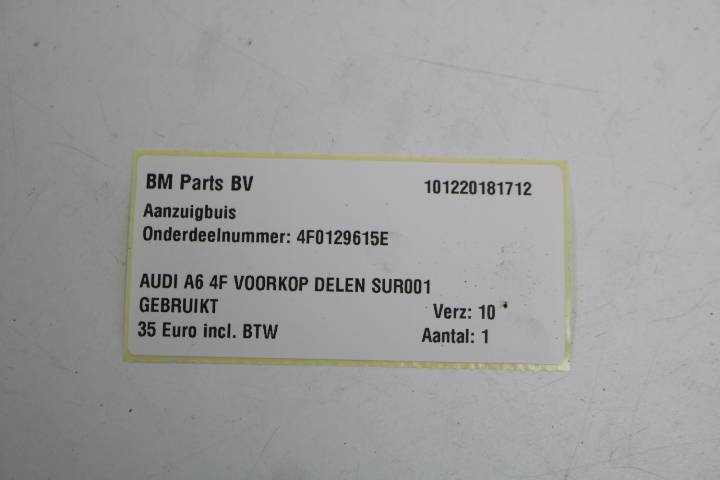 BM Parts BV 101220181712
Aanzuigbuis
Onderdeelnummer: 4F0129615E
AUDI A6 4F VOORKOP DELEN SUR001
GEBRUIKT Verz: 10
35 Euro incl. BTW Aantal: 1